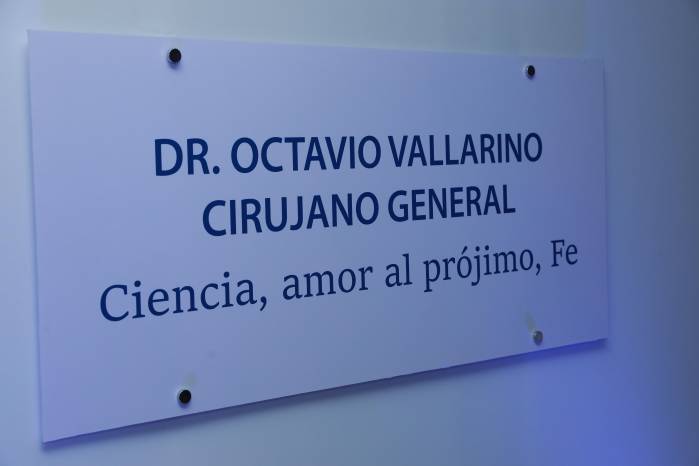 DR. OCTAVIO VALLARINO
CIRUJANO GENERAL
Ciencia, amor al prójimo, Fe